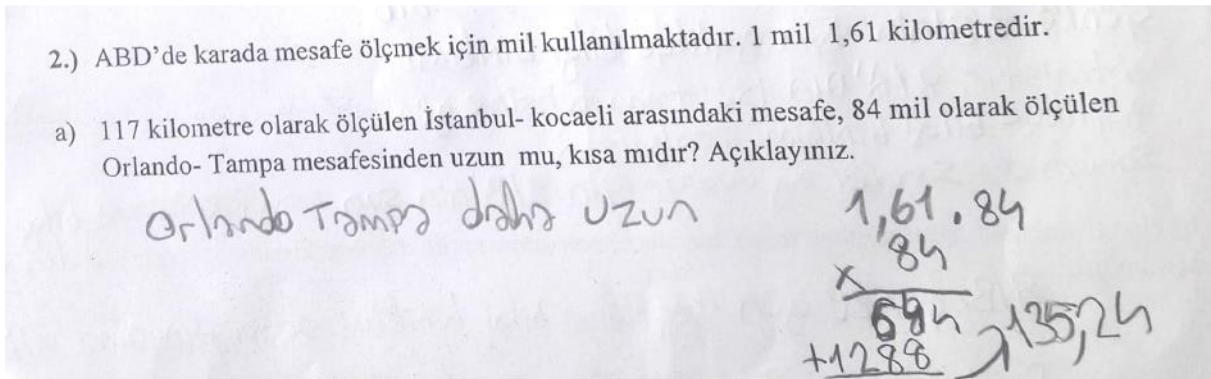 2.) ABD'de karada mesafe ölçmek için mil kullanılmaktadır. 1 mil 1,61 kilometredir.
a) 117 kilometre olarak ölçülen İstanbul- kocaeli arasındaki mesafe, 84 mil olarak ölçülen
Orlando- Tampa mesafesinden uzun mu, kısa mıdır? Açıklayınız.
Orlando Tampa daha uzun
1,61 . 84
84
x
644
+1288
135,24